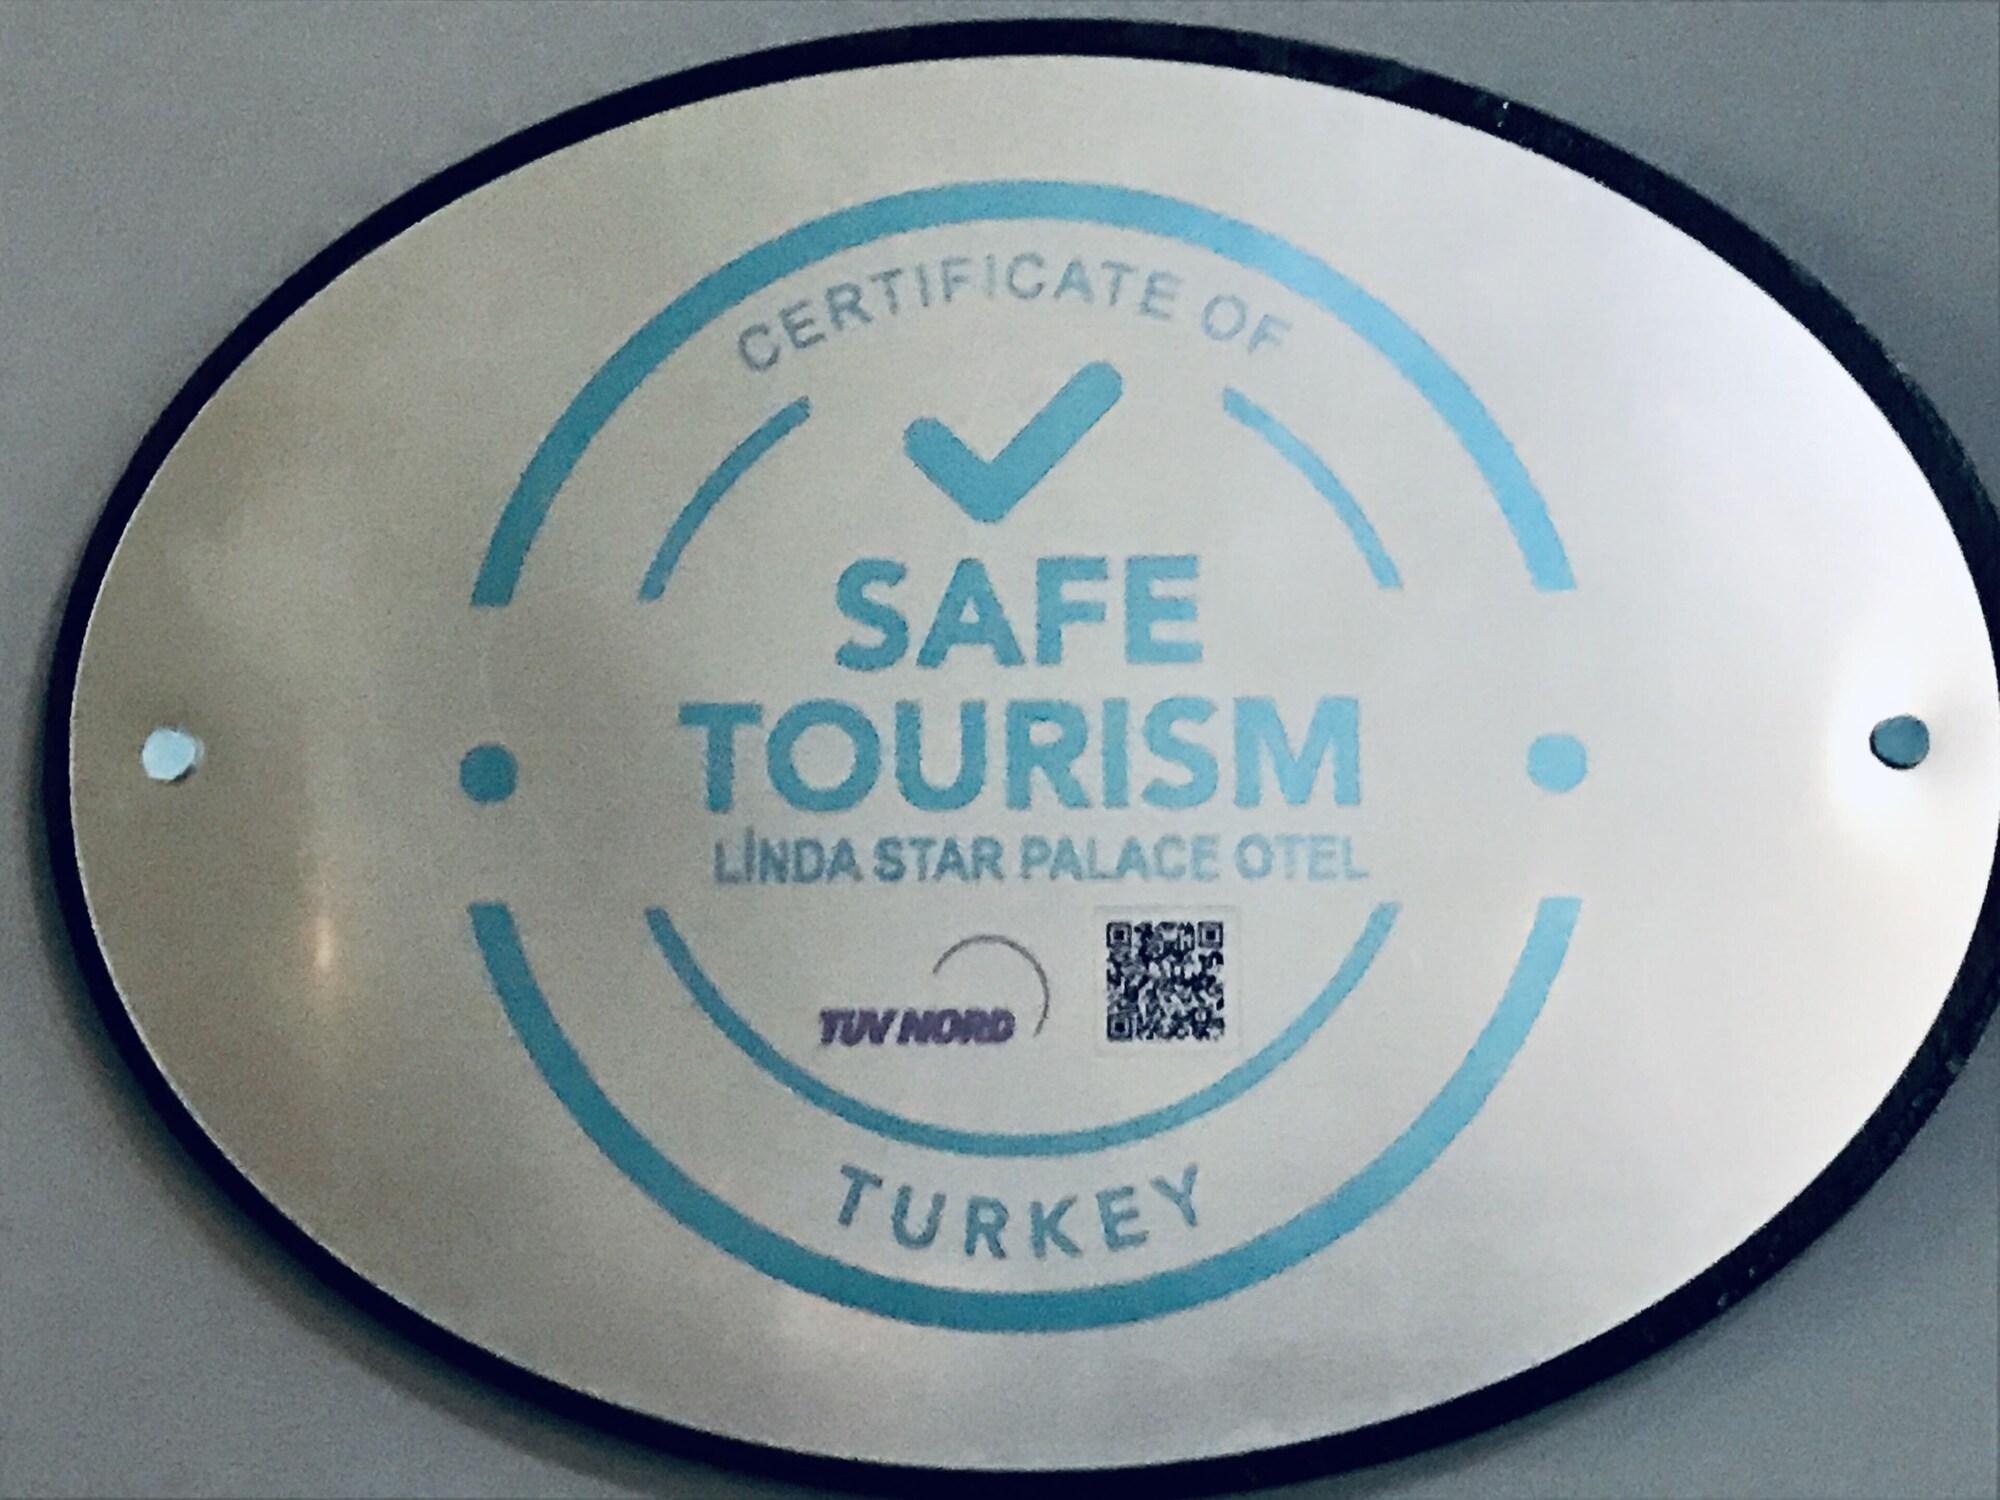 CERTIFICATE OF
SAFE
TOURISM
LİNDA STAR PALACE OTEL
TUV NORD
TURKEY